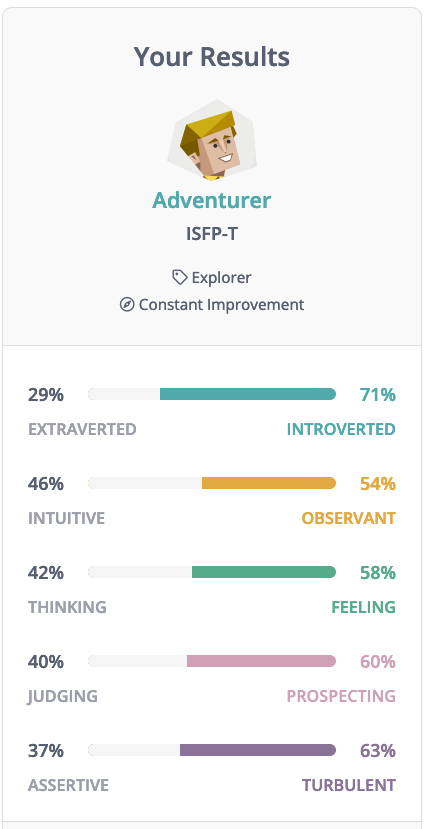 Your Results
Adventurer
ISFP-T
Explorer
Constant Improvement
29% 71%
EXTRAVERTED INTROVERTED
46% 54%
INTUITIVE OBSERVANT
42% 58%
THINKING FEELING
40% 60%
JUDGING PROSPECTING
37% 63%
ASSERTIVE TURBULENT